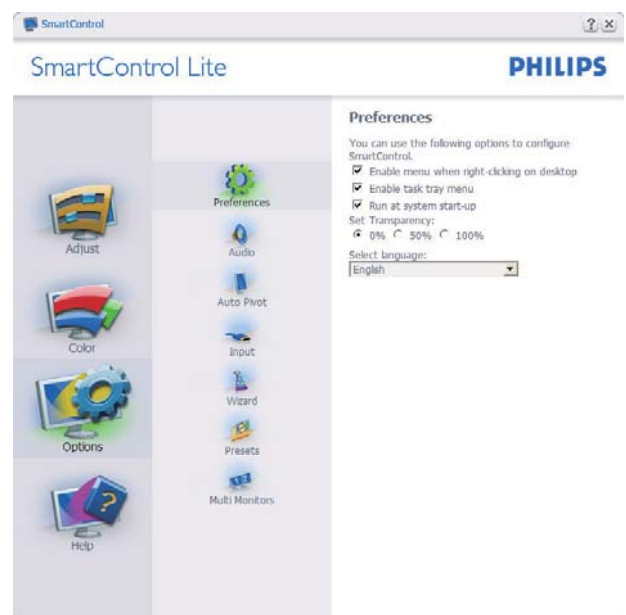 SmartControl
SmartControl Lite
PHILIPS
Adjust
Color
Options
Help
Preferences
Audio
Auto Pivot
Input
Wizard
Presets
Multi Monitors
Preferences
You can use the following options to configure
SmartControl.
Enable menu when right-clicking on desktop
Enable task tray menu
Run at system start-up
Set Transparency:
0% 50% 100%
Select language:
English